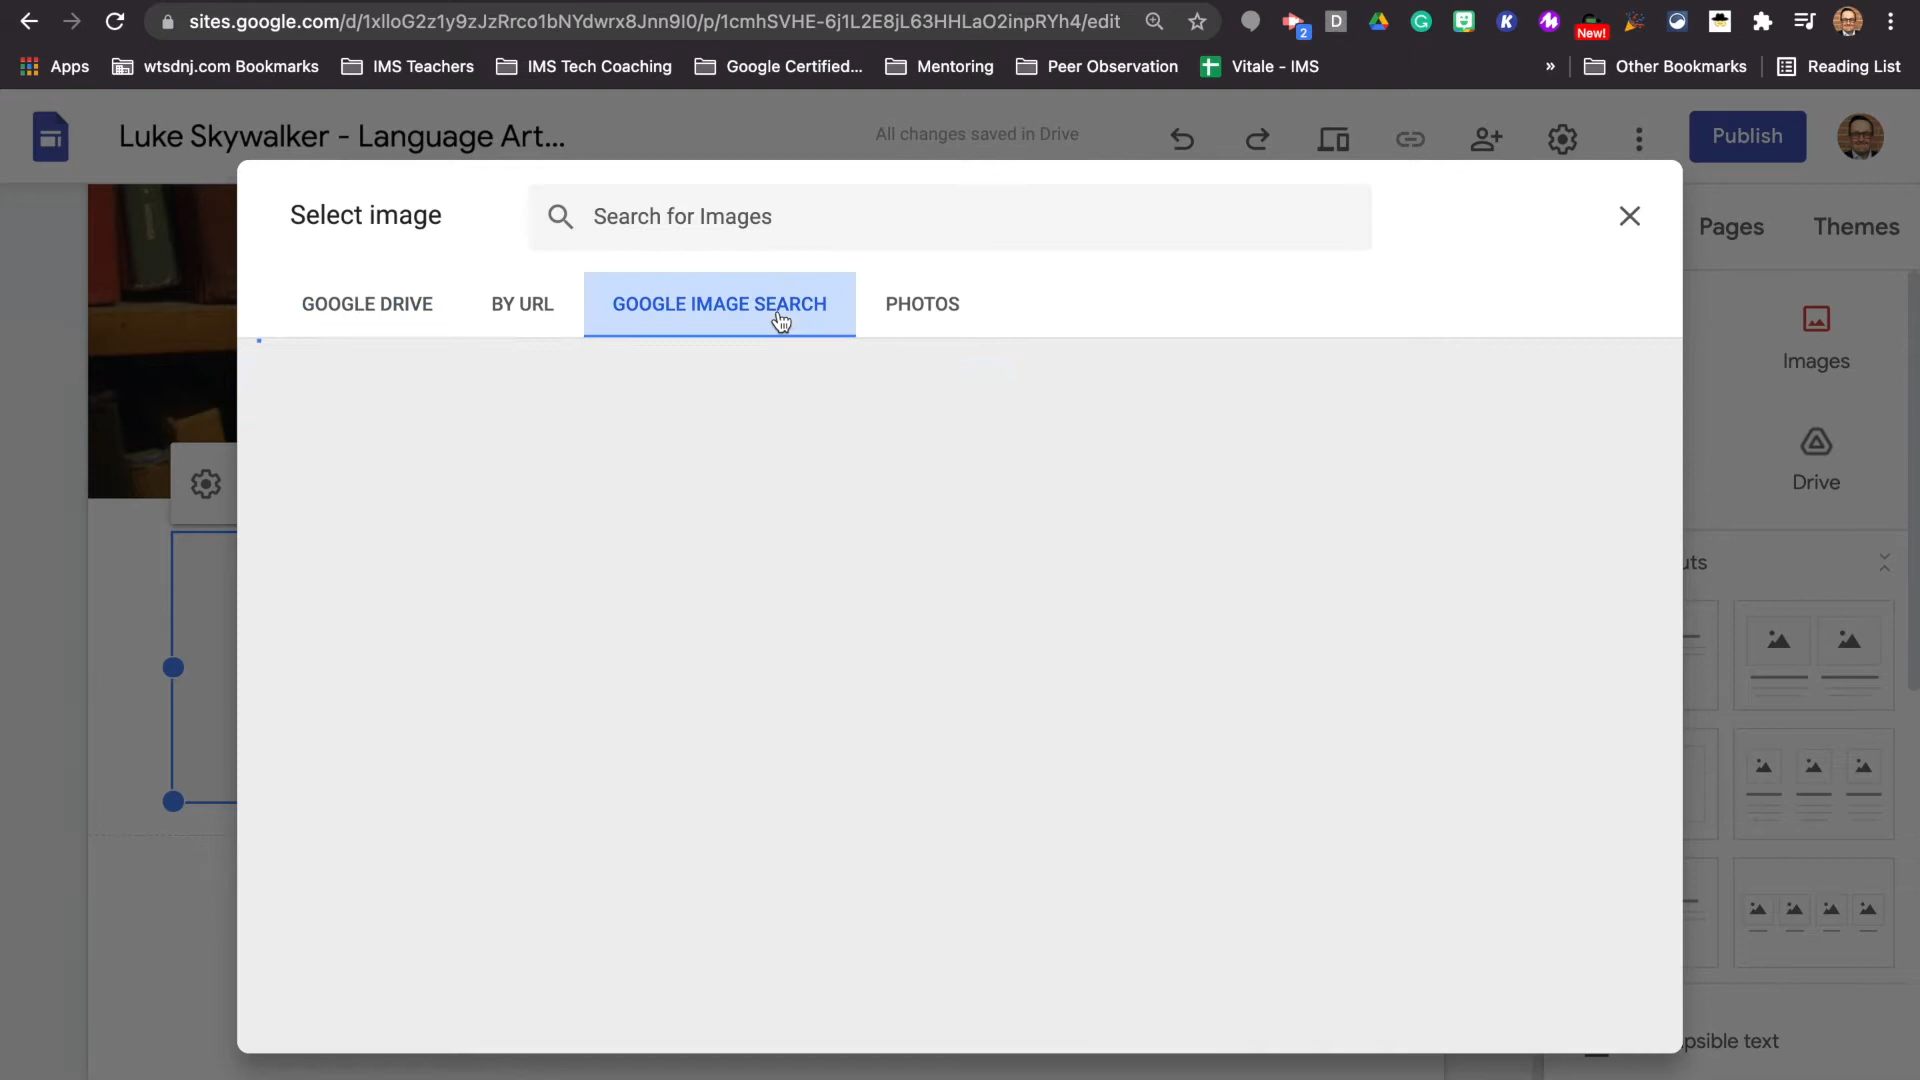 sites.google.com/d/1xlloG2z1y9zJzRrco1bNYdwrx8Jnn9I0/p/1cmhSVHE-6j1L2E8jL63HHLaO2inpRYh4/edit
2
D
G
K
New!
Apps
wtsdnj.com Bookmarks
IMS Teachers
IMS Tech Coaching
Google Certified...
Mentoring
Peer Observation
Vitale - IMS
»
Other Bookmarks
Reading List
Luke Skywalker - Language Art...
All changes saved in Drive
Publish
Select image
Search for Images
Pages
Themes
GOOGLE DRIVE
BY URL
GOOGLE IMAGE SEARCH
PHOTOS
Images
Drive
uts
psible text